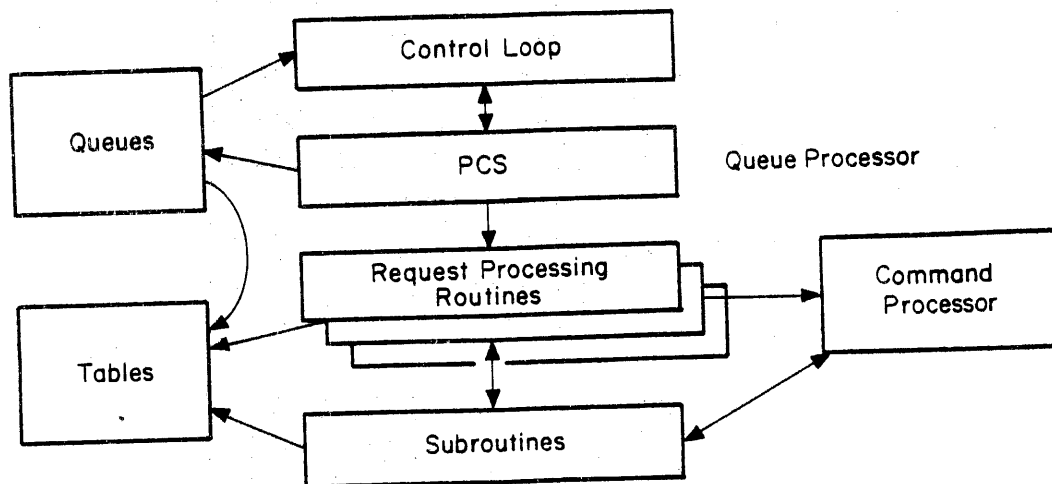 Control Loop
Queues
PCS
Queue Processor
Request Processing
Routines
Command
Processor
Tables
Subroutines